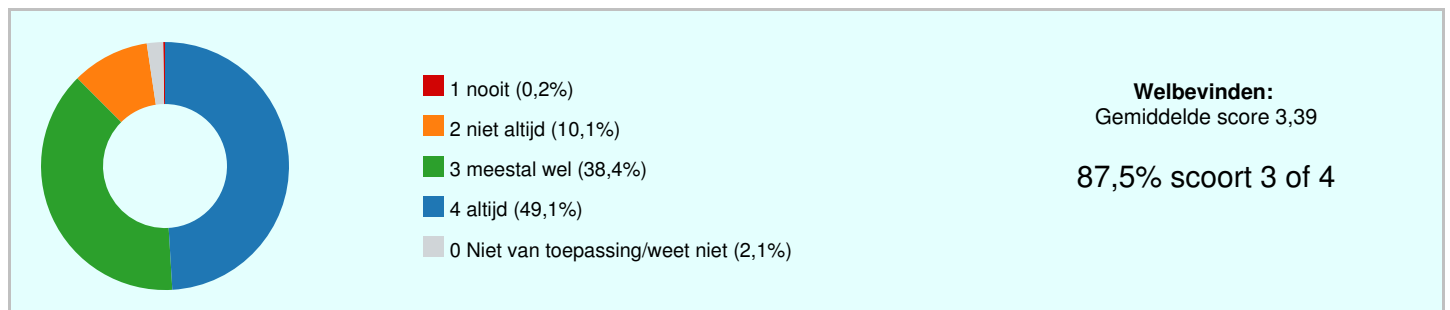 1 nooit (0,2%)
2 niet altijd (10,1%)
3 meestal wel (38,4%)
4 altijd (49,1%)
0 Niet van toepassing/weet niet (2,1%)
Welbevinden:
Gemiddelde score 3,39
87,5% scoort 3 of 4